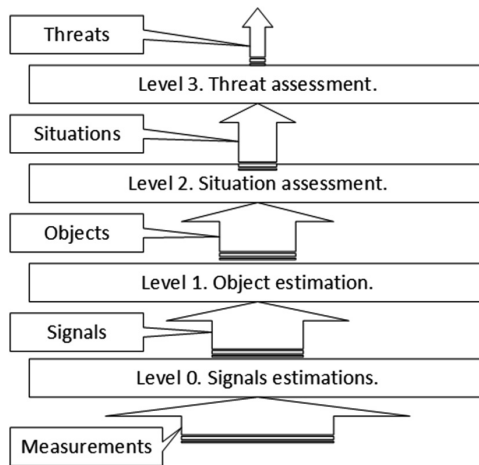 Threats
Level 3. Threat assessment.
Situations
Level 2. Situation assessment.
Objects
Level 1. Object estimation.
Signals
Level 0. Signals estimations.
Measurements